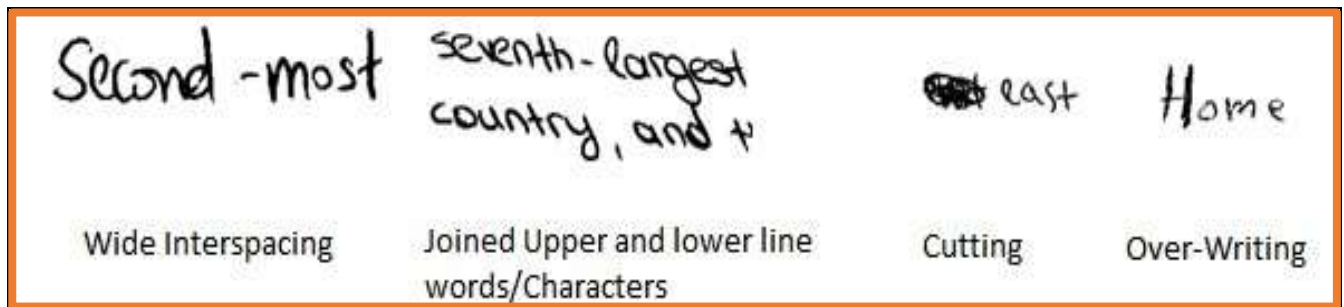 Second-most
seventh-largest
country, and
east
Home
Wide Interspacing
Joined Upper and lower line
words/Characters
Cutting
Over-Writing